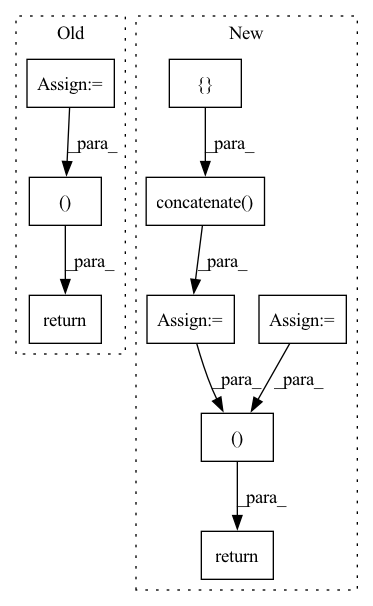 Old
New
Assign:=
{}
_para_
_para_
()
concatenate()
_para_
_para_
return
Assign:=
Assign:=
_para_
_para_
()
_para_
return